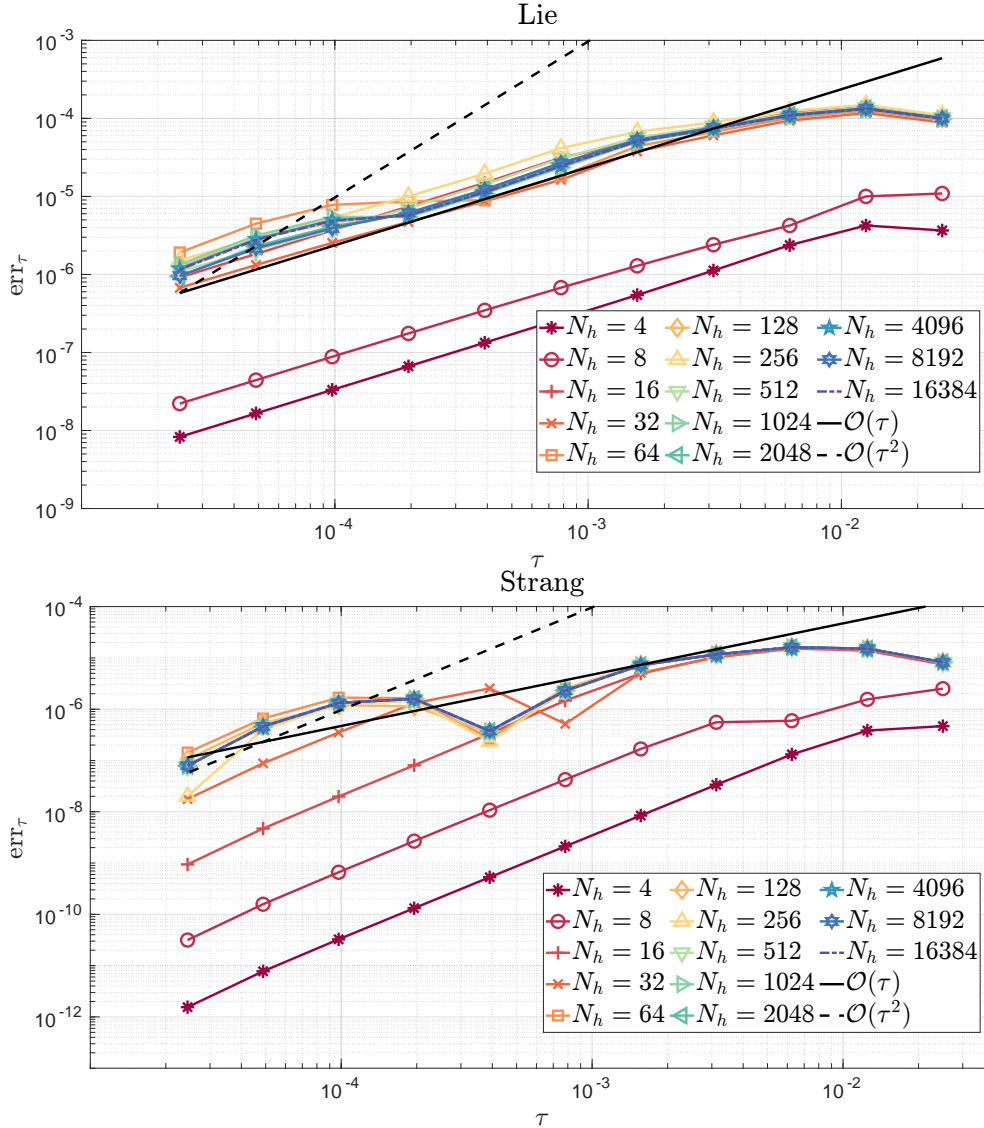 Lie
10^-3
10^-4
10^-5
10^-6
10^-7
10^-8
10^-9
err_τ
N_h = 4 N_h = 128 N_h = 4096
N_h = 8 N_h = 256 N_h = 8192
N_h = 16 N_h = 512 N_h = 16384
N_h = 32 N_h = 1024 O(τ)
N_h = 64 N_h = 2048 O(τ^2)
10^-4 10^-3 10^-2
τ
Strang
10^-4
10^-6
10^-8
10^-10
10^-12
err_τ
N_h = 4 N_h = 128 N_h = 4096
N_h = 8 N_h = 256 N_h = 8192
N_h = 16 N_h = 512 N_h = 16384
N_h = 32 N_h = 1024 O(τ)
N_h = 64 N_h = 2048 O(τ^2)
10^-4 10^-3 10^-2
τ